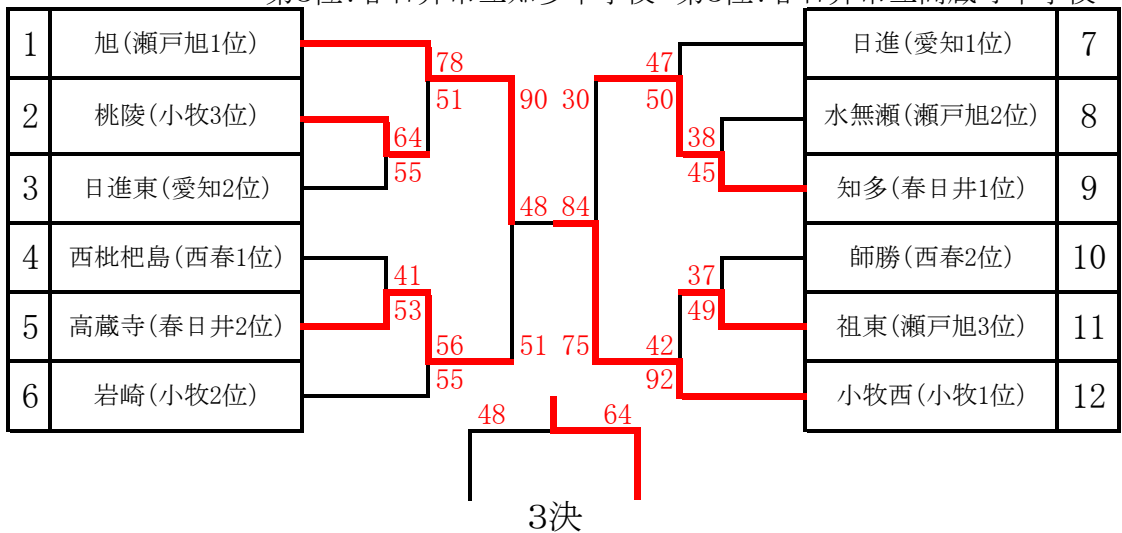 1 旭(瀬戸旭1位)
2 桃陵(小牧3位)
3 日進東(愛知2位)
4 西枇杷島(西春1位)
5 高蔵寺(春日井2位)
6 岩崎(小牧2位)
日進(愛知1位) 7
水無瀬(瀬戸旭2位) 8
知多(春日井1位) 9
師勝(西春2位) 10
祖東(瀬戸旭3位) 11
小牧西(小牧1位) 12
78
51
64
55
41
53
56
55
90 30
48 84
51 75
47
50
38
45
37
49
42
92
48 64
3決